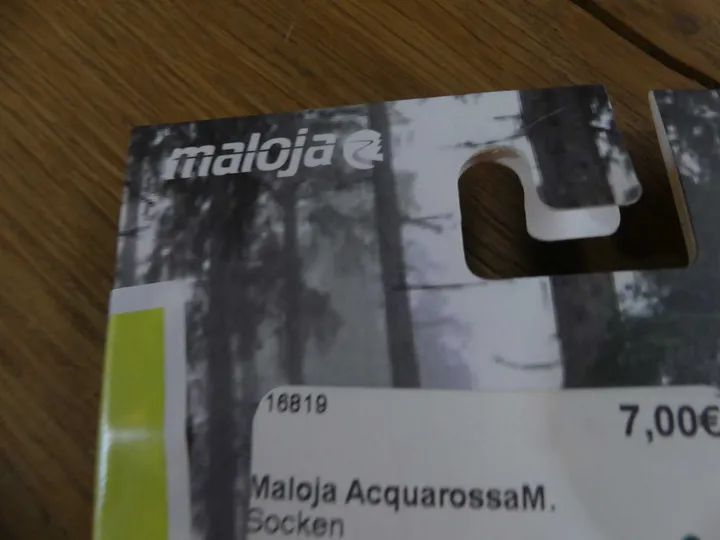 maloja
16819
7,00€
Maloja AcquarossaM.
Socken